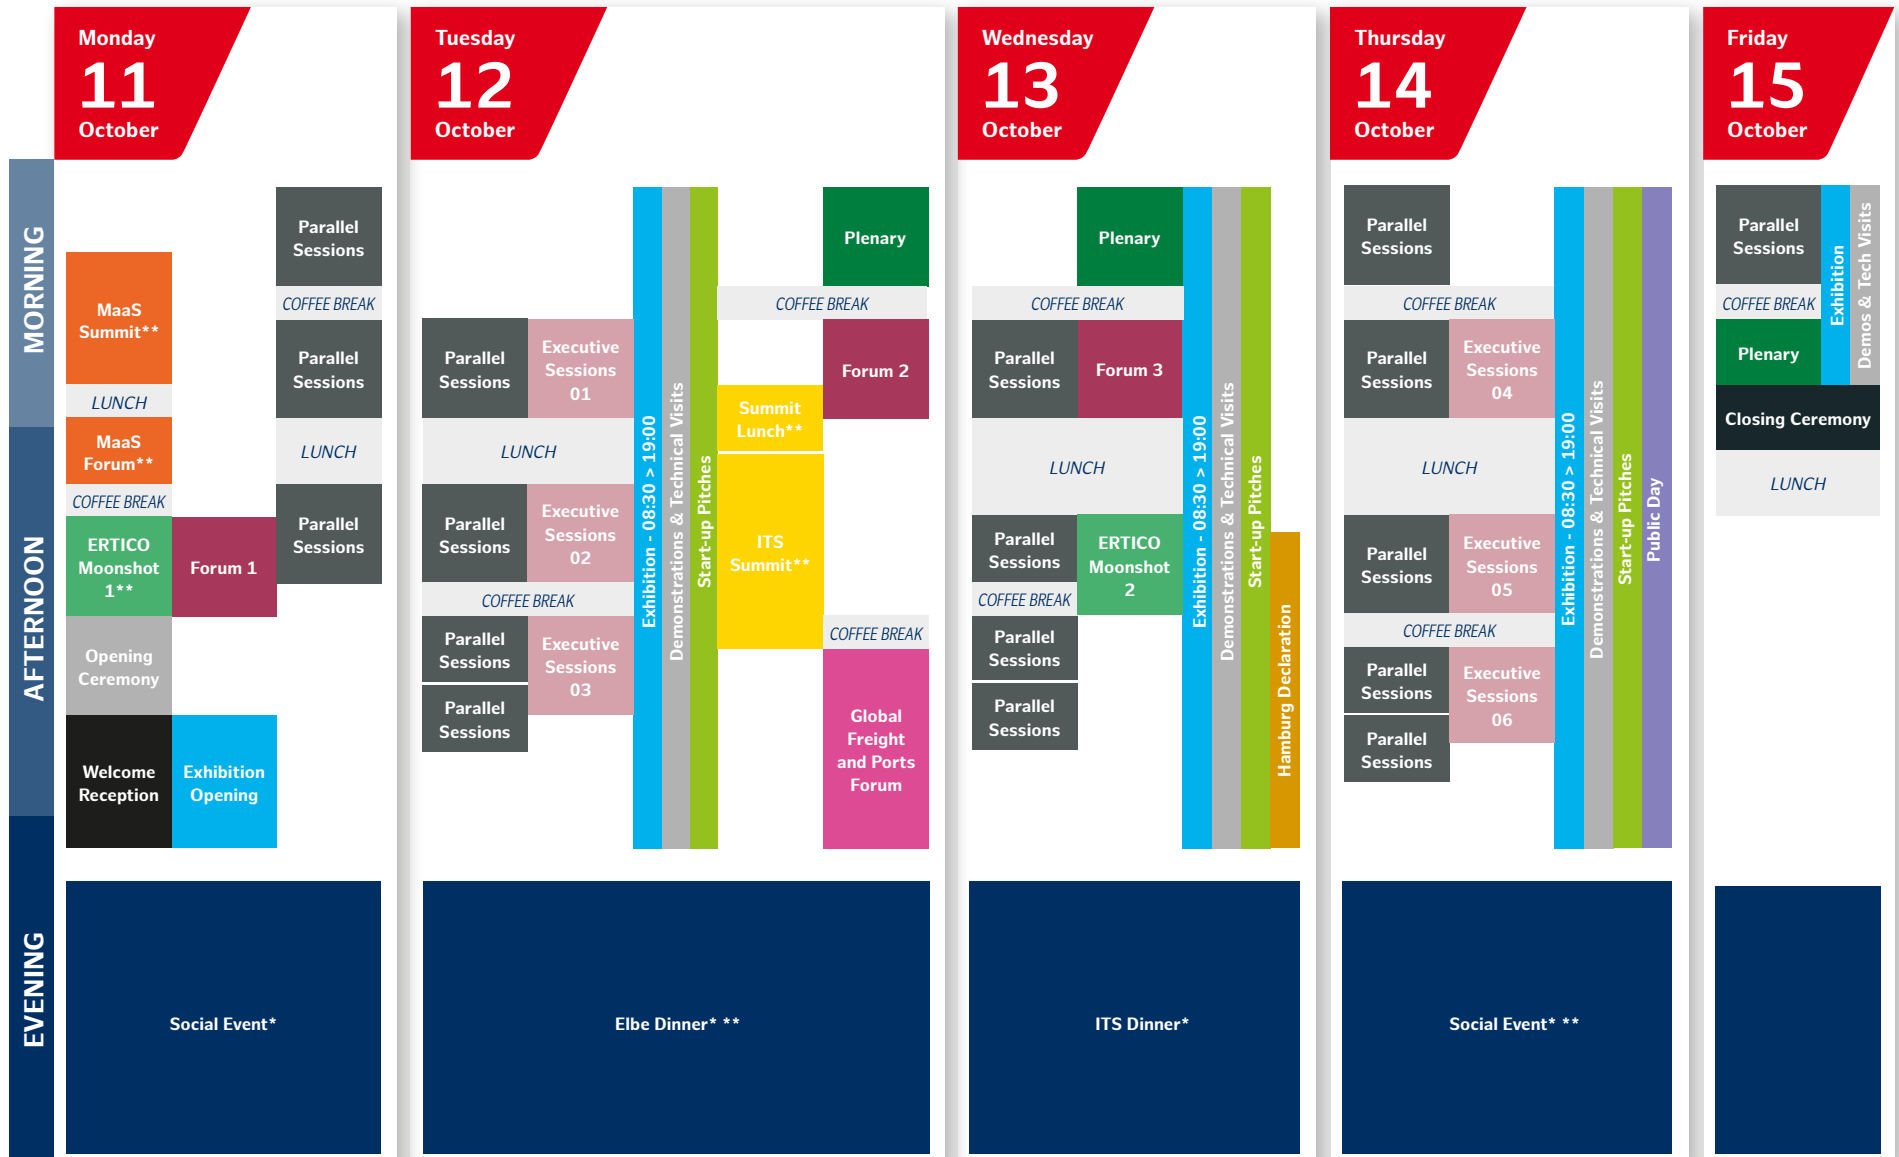 Monday
11
October
Tuesday
12
October
Wednesday
13
October
Thursday
14
October
Friday
15
October
MORNING
AFTERNOON
EVENING
MaaS
Summit**
LUNCH
MaaS
Forum**
COFFEE BREAK
ERTICO
Moonshot
1**
Opening
Ceremony
Welcome
Reception
Forum 1
Exhibition
Opening
Parallel
Sessions
COFFEE BREAK
Parallel
Sessions
LUNCH
Parallel
Sessions
Social Event*
Parallel
Sessions
Executive
Sessions
01
LUNCH
Parallel
Sessions
Executive
Sessions
02
COFFEE BREAK
Parallel
Sessions
Executive
Sessions
03
Parallel
Sessions
Exhibition - 08:30 > 19:00
Demonstrations & Technical Visits
Start-up Pitches
Plenary
COFFEE BREAK
Forum 2
Summit
Lunch**
ITS
Summit**
COFFEE BREAK
Global
Freight
and Ports
Forum
Elbe Dinner* **
Plenary
COFFEE BREAK
Parallel
Sessions
Forum 3
LUNCH
Parallel
Sessions
ERTICO
Moonshot
2
COFFEE BREAK
Parallel
Sessions
Parallel
Sessions
Exhibition - 08:30 > 19:00
Demonstrations & Technical Visits
Start-up Pitches
Hamburg Declaration
ITS Dinner*
Parallel
Sessions
COFFEE BREAK
Parallel
Sessions
Executive
Sessions
04
LUNCH
Parallel
Sessions
Executive
Sessions
05
COFFEE BREAK
Parallel
Sessions
Executive
Sessions
06
Parallel
Sessions
Exhibition - 08:30 > 19:00
Demonstrations & Technical Visits
Start-up Pitches
Public Day
Social Event* **
Parallel
Sessions
COFFEE BREAK
Plenary
Exhibition
Demos & Tech Visits
Closing Ceremony
LUNCH